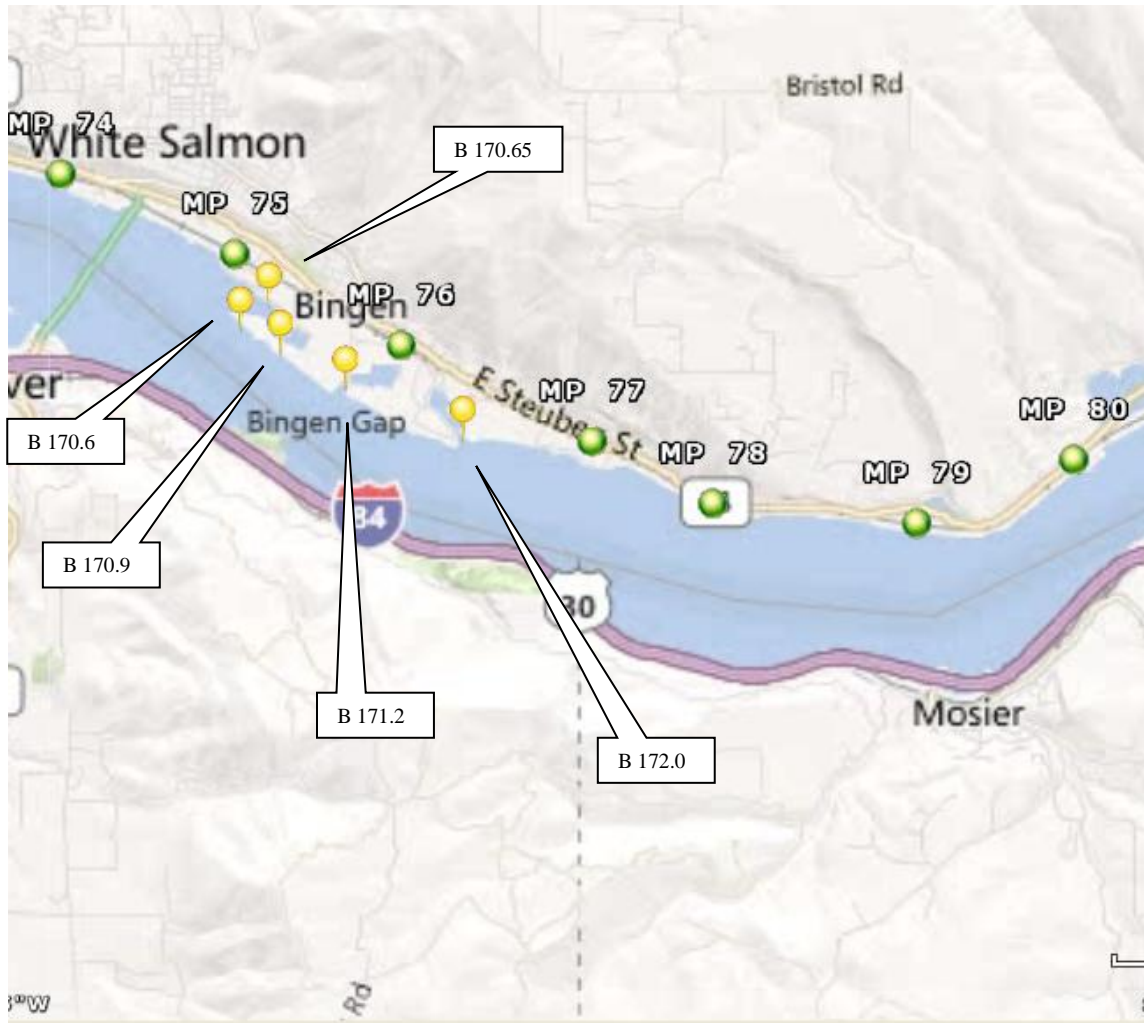 Bristol Rd
MP 74
White Salmon
B 170.65
MP 75
Bingen
MP 76
E Steuben St
MP 77
ver
MP 80
B 170.6
Bingen Gap
MP 78
MP 79
84
B 170.9
30
B 171.2
Mosier
B 172.0
Rd
"W